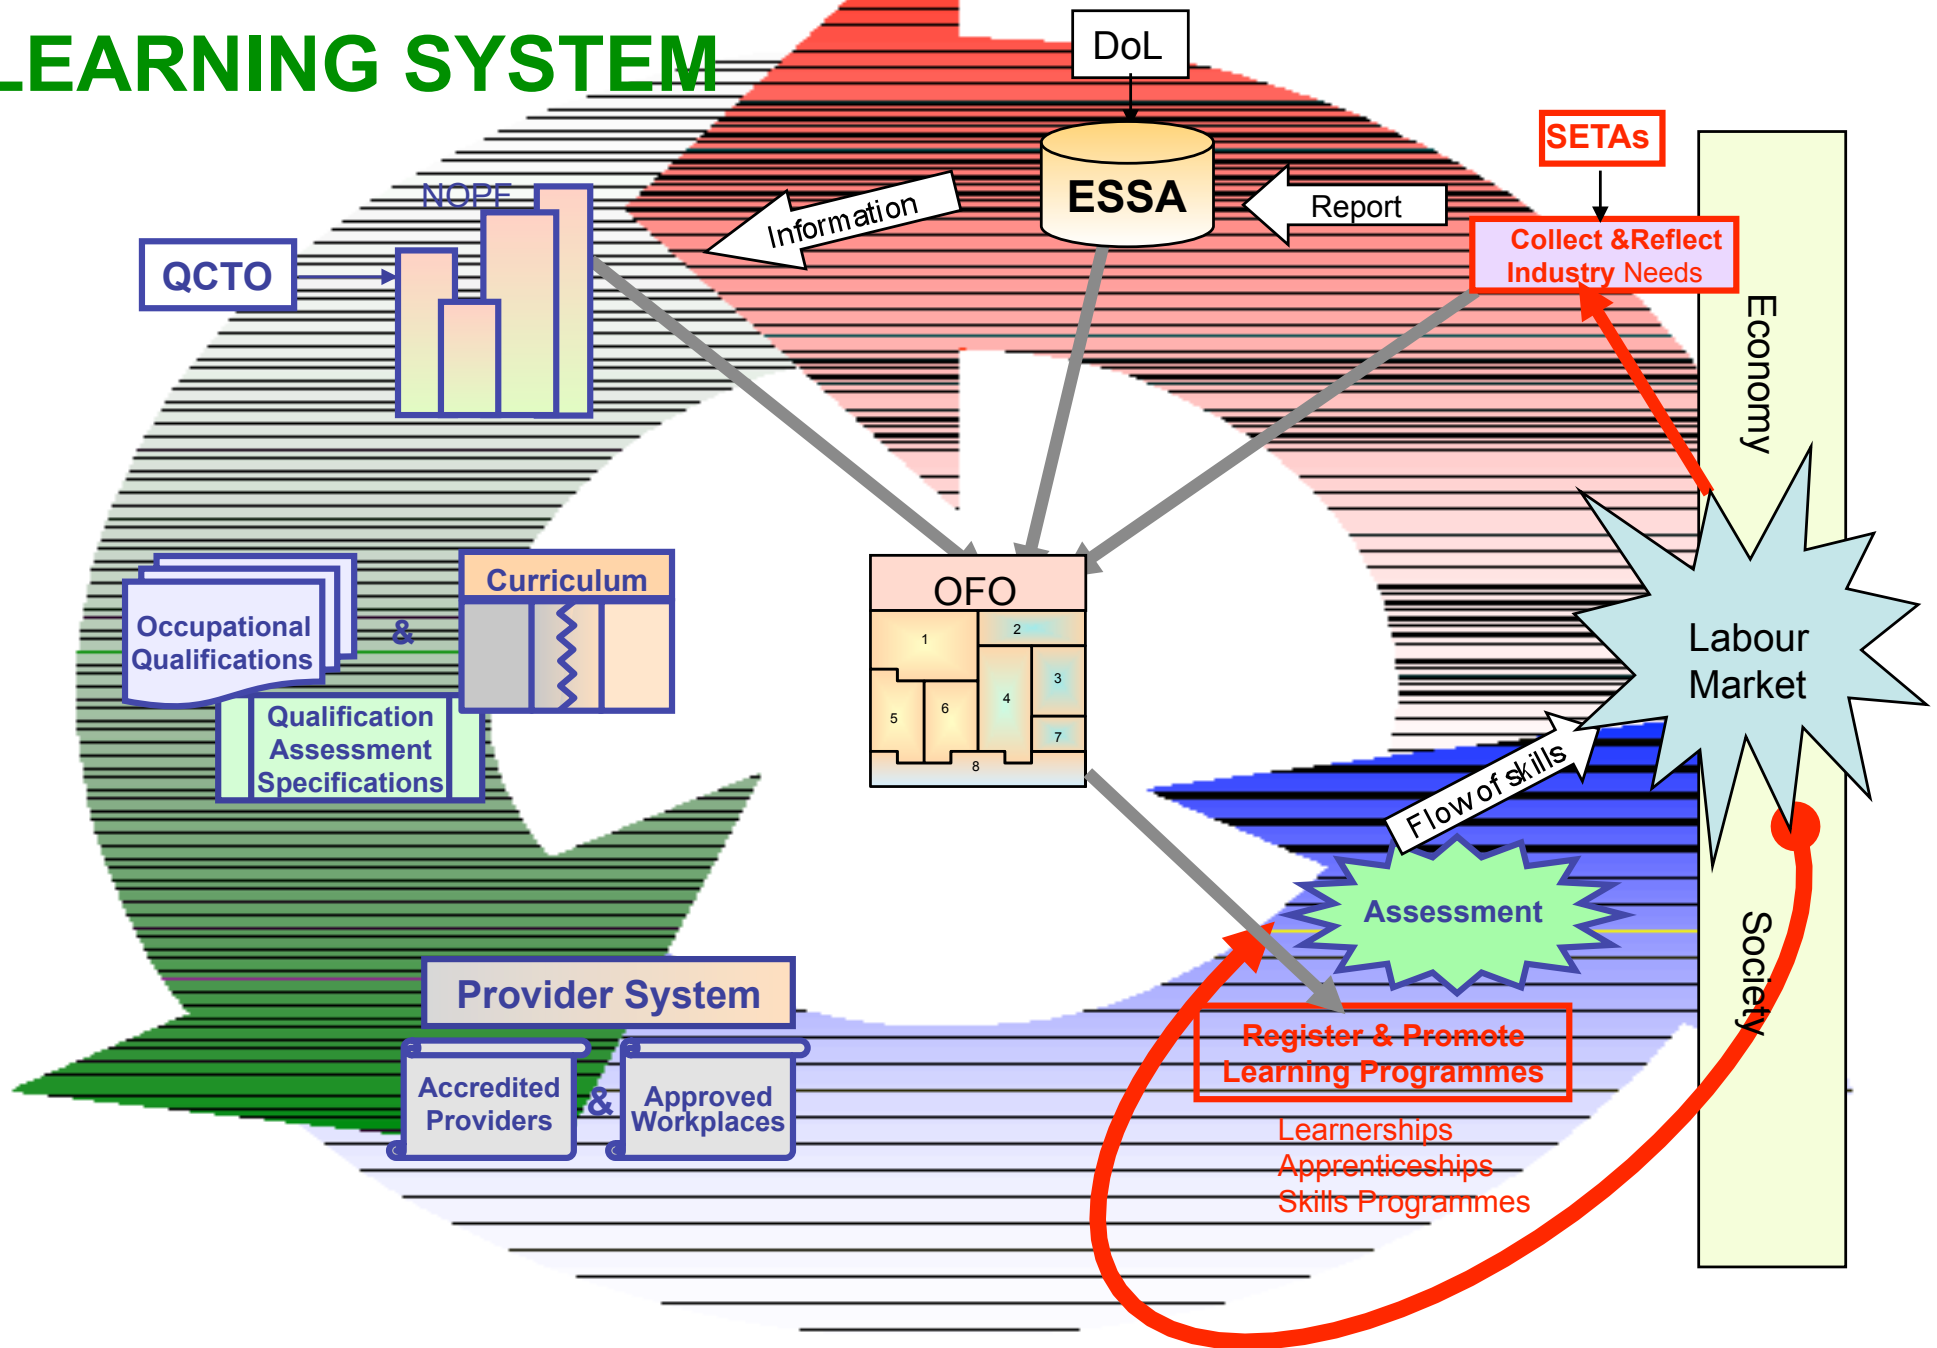 LEARNING SYSTEM
DoL
SETAs
ESSA
Report
Information
Collect &Reflect
Industry Needs
NOPF
QCTO
Economy
Curriculum
Occupational
Qualifications
&
Qualification
Assessment
Specifications
OFO
1
2
3
4
5
6
7
8
Labour
Market
Flow of skills
Assessment
Society
Provider System
Accredited
Providers
&
Approved
Workplaces
Register & Promote
Learning Programmes
Learnerships
Apprenticeships
Skills Programmes